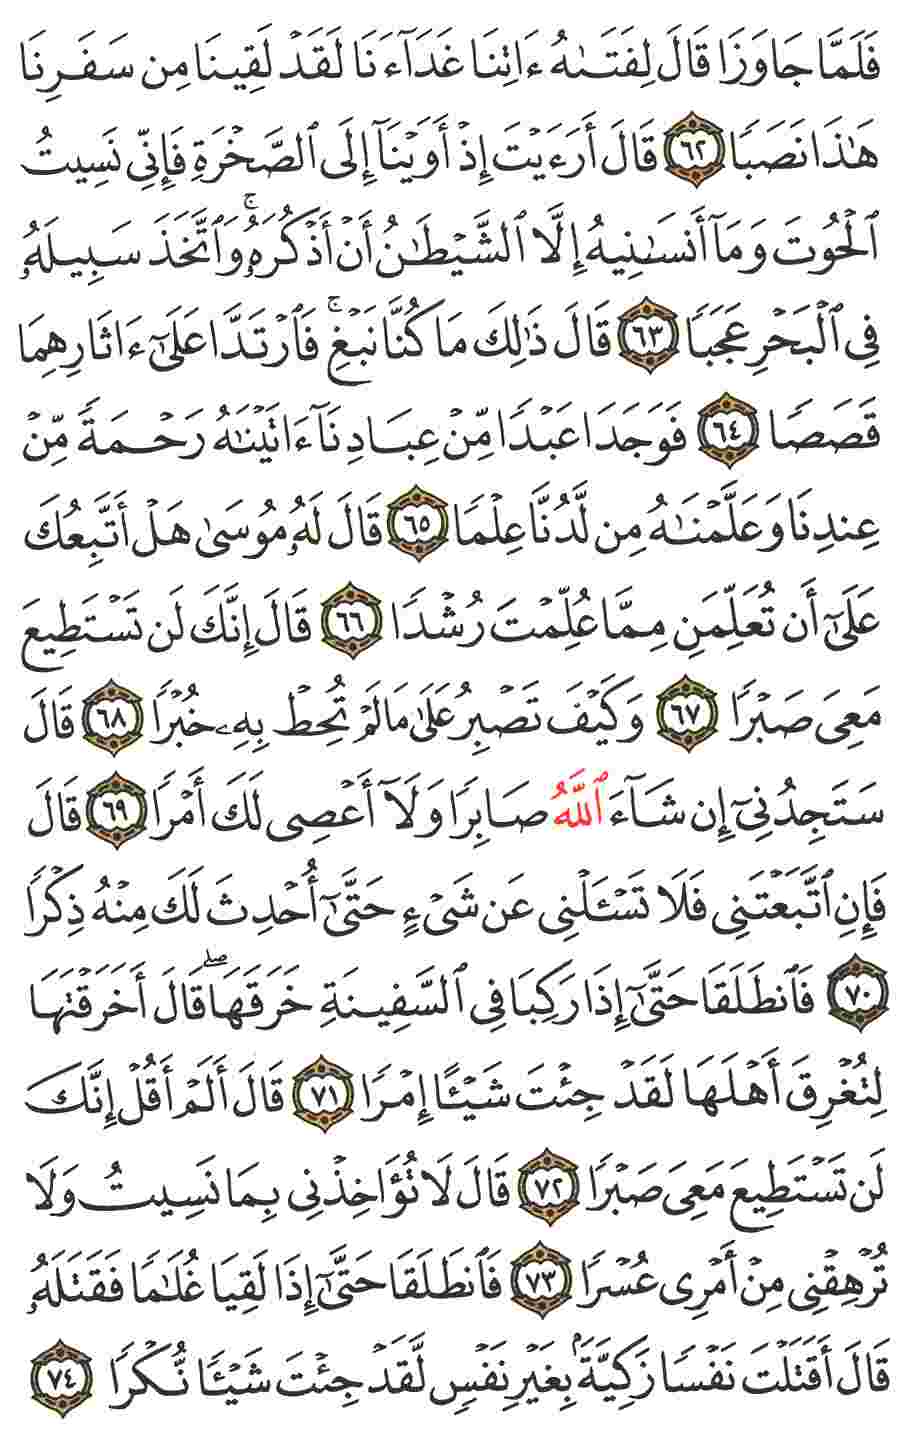 فَلَمَّا جَاوَزَا قَالَ لِفَتَىٰهُ ءَاتِنَا غَدَآءَنَا لَقَدْ لَقِينَا مِن سَفَرِنَا
هَٰذَا نَصَبًا ٦٢ قَالَ أَرَءَيْتَ إِذْ أَوَيْنَآ إِلَى ٱلصَّخْرَةِ فَإِنِّى نَسِيتُ
ٱلْحُوتَ وَمَآ أَنسَىٰنِيهُ إِلَّا ٱلشَّيْطَٰنُ أَنْ أَذْكُرَهُۥ ۚ وَٱتَّخَذَ سَبِيلَهُۥ
فِى ٱلْبَحْرِ عَجَبًا ٦٣ قَالَ ذَٰلِكَ مَا كُنَّا نَبْغِ ۚ فَٱرْتَدَّا عَلَىٰٓ ءَاثَارِهِمَا
قَصَصًا ٦٤ فَوَجَدَا عَبْدًا مِّنْ عِبَادِنَآ ءَاتَيْنَٰهُ رَحْمَةً مِّنْ
عِندِنَا وَعَلَّمْنَٰهُ مِن لَّدُنَّا عِلْمًا ٦٥ قَالَ لَهُۥ مُوسَىٰ هَلْ أَتَّبِعُكَ
عَلَىٰٓ أَن تُعَلِّمَنِ مِمَّا عُلِّمْتَ رُشْدًا ٦٦ قَالَ إِنَّكَ لَن تَسْتَطِيعَ
مَعِىَ صَبْرًا ٦٧ وَكَيْفَ تَصْبِرُ عَلَىٰ مَا لَمْ تُحِطْ بِهِۦ خُبْرًا ٦٨ قَالَ
سَتَجِدُنِىٓ إِن شَآءَ ٱللَّهُ صَابِرًا وَلَآ أَعْصِى لَكَ أَمْرًا ٦٩ قَالَ
فَإِنِ ٱتَّبَعْتَنِى فَلَا تَسْـَٔلْنِى عَن شَىْءٍ حَتَّىٰٓ أُحْدِثَ لَكَ مِنْهُ ذِكْرًا
٧٠ فَٱنطَلَقَا حَتَّىٰٓ إِذَا رَكِبَا فِى ٱلسَّفِينَةِ خَرَقَهَا ۖ قَالَ أَخَرَقْتَهَا
لِتُغْرِقَ أَهْلَهَا لَقَدْ جِئْتَ شَيْـًٔا إِمْرًا ٧١ قَالَ أَلَمْ أَقُلْ إِنَّكَ
لَن تَسْتَطِيعَ مَعِىَ صَبْرًا ٧٢ قَالَ لَا تُؤَاخِذْنِى بِمَا نَسِيتُ وَلَا
تُرْهِقْنِى مِنْ أَمْرِى عُسْرًا ٧٣ فَٱنطَلَقَا حَتَّىٰٓ إِذَا لَقِيَا غُلَٰمًا فَقَتَلَهُۥ
قَالَ أَقَتَلْتَ نَفْسًا زَكِيَّةًۢ بِغَيْرِ نَفْسٍ لَّقَدْ جِئْتَ شَيْـًٔا نُّكْرًا ٧٤